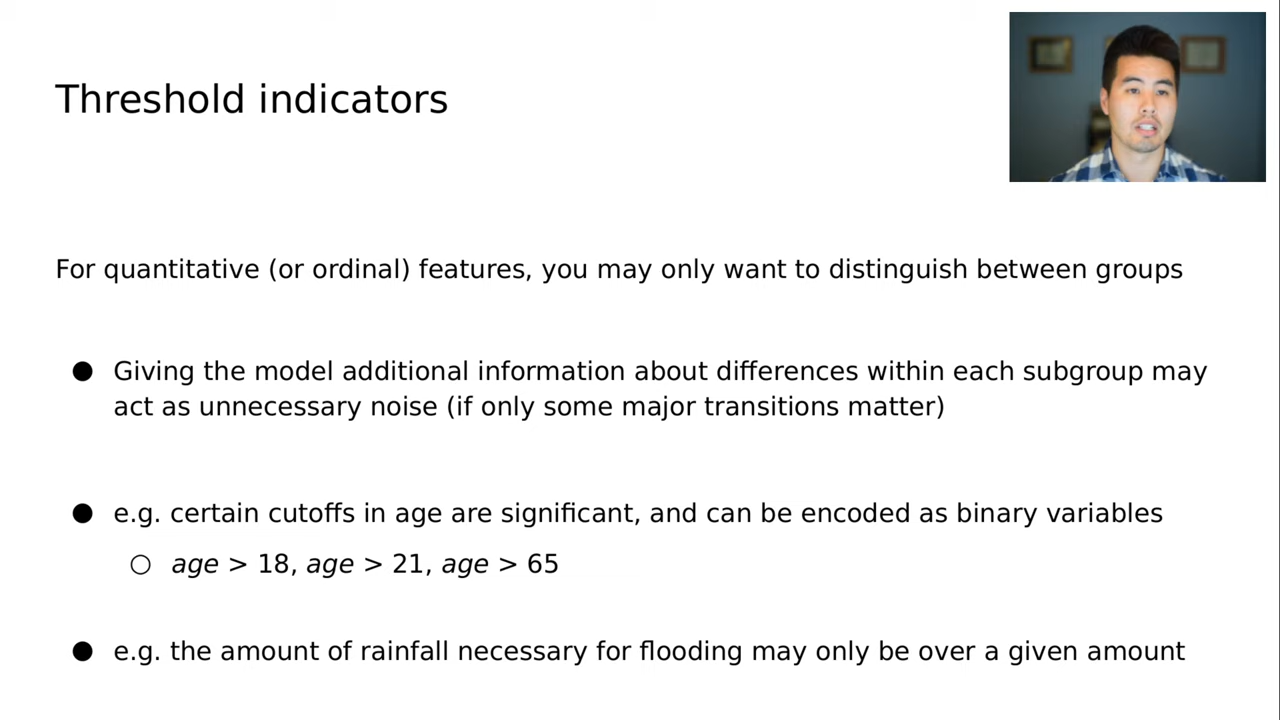 Threshold indicators
For quantitative (or ordinal) features, you may only want to distinguish between groups
● Giving the model additional information about differences within each subgroup may
act as unnecessary noise (if only some major transitions matter)
● e.g. certain cutoffs in age are significant, and can be encoded as binary variables
○ age > 18, age > 21, age > 65
● e.g. the amount of rainfall necessary for flooding may only be over a given amount